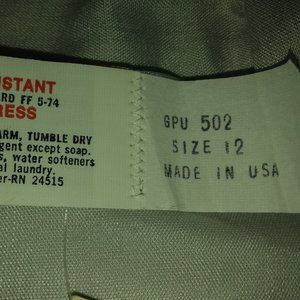 STANT
RD FF 5-74
RESS
ARM, TUMBLE DRY
gent except soap.
s, water softeners
al laundry.
er-RN 24515
GPU 502
SIZE 12
MADE IN USA